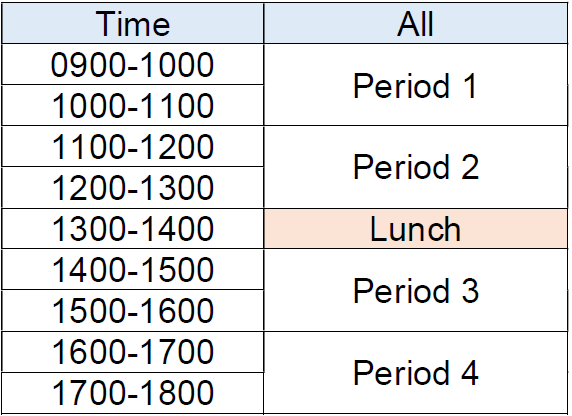 Time All
0900-1000
Period 1
1000-1100
1100-1200
Period 2
1200-1300
1300-1400 Lunch
1400-1500
Period 3
1500-1600
1600-1700
Period 4
1700-1800